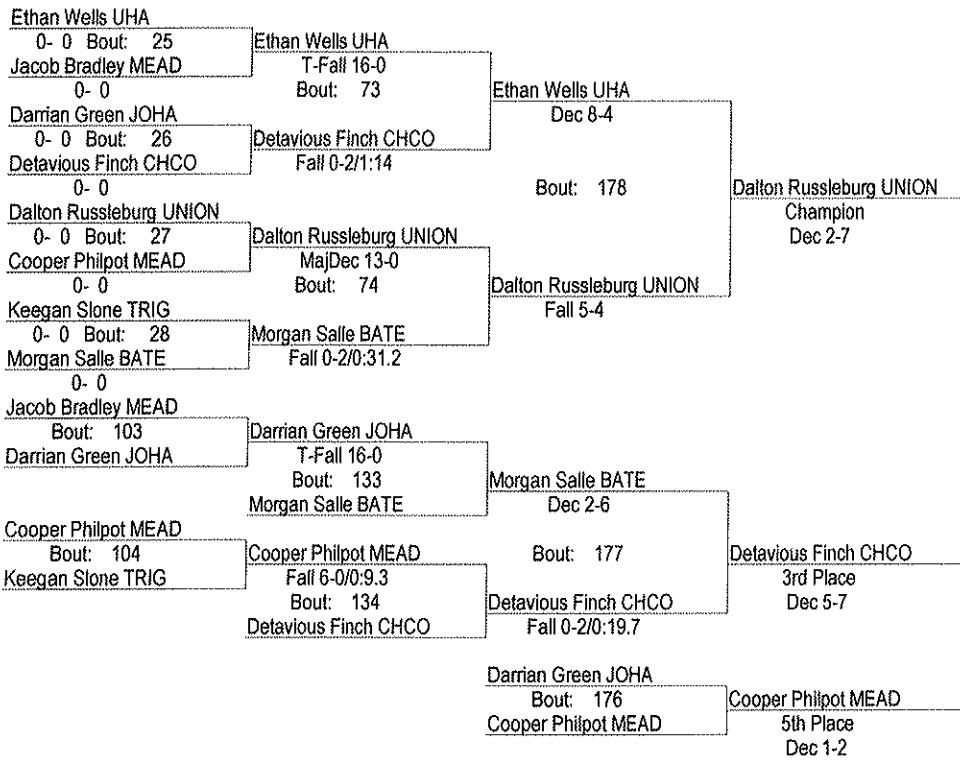 Ethan Wells UHA
0- 0 Bout: 25
Jacob Bradley MEAD
0- 0
Darrian Green JOHA
0- 0 Bout: 26
Detavious Finch CHCO
0- 0
Dalton Russleburg UNION
0- 0 Bout: 27
Cooper Philpot MEAD
0- 0
Keegan Slone TRIG
0- 0 Bout: 28
Morgan Salle BATE
0- 0
Jacob Bradley MEAD
Bout: 103
Darrian Green JOHA
Cooper Philpot MEAD
Bout: 104
Keegan Slone TRIG
Ethan Wells UHA
T-Fall 16-0
Bout: 73
Detavious Finch CHCO
Fall 0-2/1:14
Dalton Russleburg UNION
MajDec 13-0
Bout: 74
Morgan Salle BATE
Fall 0-2/0:31.2
Darrian Green JOHA
T-Fall 16-0
Bout: 133
Morgan Salle BATE
Cooper Philpot MEAD
Fall 6-0/0:9.3
Bout: 134
Detavious Finch CHCO
Ethan Wells UHA
Dec 8-4
Bout: 178
Dalton Russleburg UNION
Fall 5-4
Morgan Salle BATE
Dec 2-6
Bout: 177
Detavious Finch CHCO
Fall 0-2/0:19.7
Darrian Green JOHA
Bout: 176
Cooper Philpot MEAD
Dalton Russleburg UNION
Champion
Dec 2-7
Detavious Finch CHCO
3rd Place
Dec 5-7
Cooper Philpot MEAD
5th Place
Dec 1-2